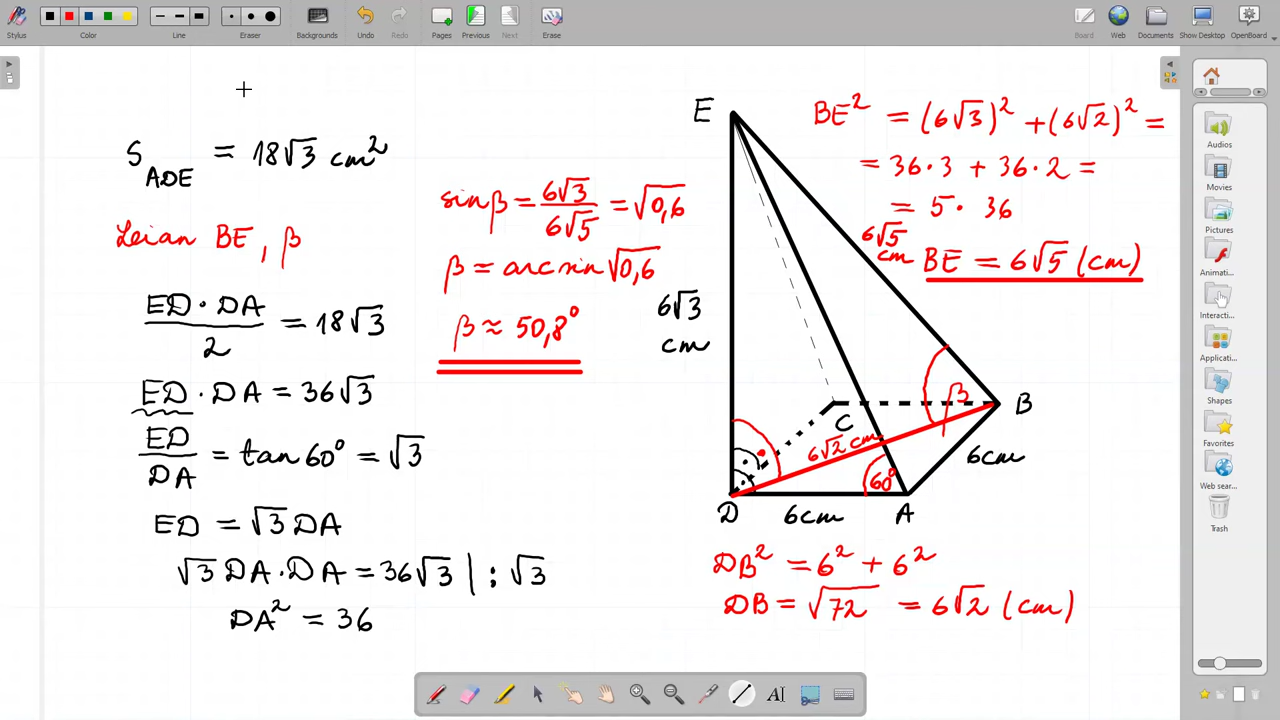 Stylus Color Line Eraser Backgrounds Undo Redo Pages Previous Next Erase Board Web Documents Show Desktop OpenBoard
S_ADE = 18√3 cm²
Leian BE, β
ED · DA / 2 = 18√3
ED · DA = 36√3
ED / DA = tan 60° = √3
ED = √3 DA
√3 DA · DA = 36√3 | : √3
DA² = 36
sin β = 6√3 / 6√5 = √0,6
β = arcsin √0,6
β ≈ 50,8°
BE² = (6√3)² + (6√2)² =
= 36·3 + 36·2 =
= 5 · 36
BE = 6√5 (cm)
E
6√5
cm
6√3
cm
C
β
B
6√2 cm
60°
6cm
D
6cm
A
DB² = 6² + 6²
DB = √72 = 6√2 (cm)
Audios
Movies
Pictures
Animati...
Interacti...
Applicati...
Shapes
Favorites
Web sear...
Trash
AI